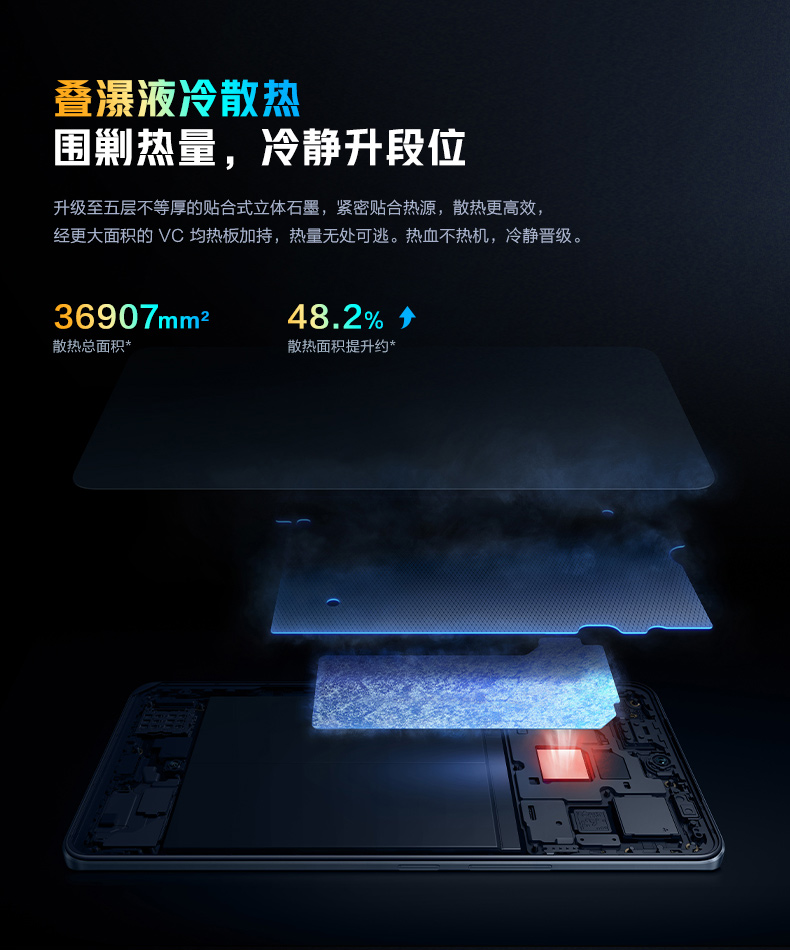 叠瀑液冷散热
围剿热量，冷静升段位
升级至五层不等厚的贴合式立体石墨，紧密贴合热源，散热更高效，
经更大面积的 VC 均热板加持，热量无处可逃。热血不热机，冷静晋级。
36907mm² 48.2%
散热总面积* 散热面积提升约*